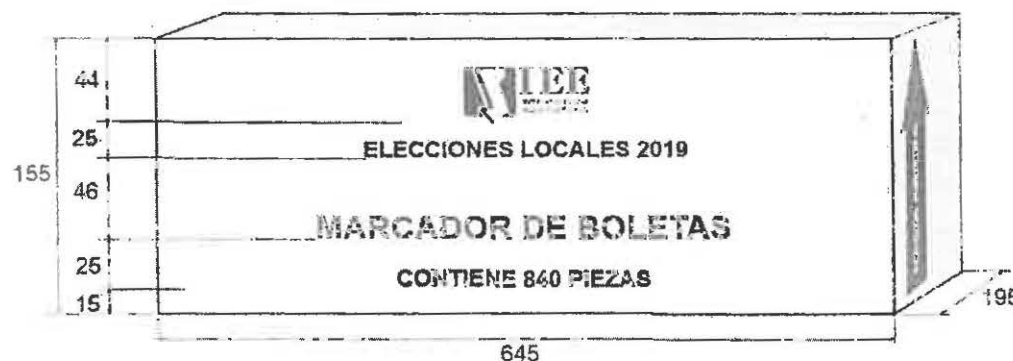 44
IEE
25
ELECCIONES LOCALES 2019
155
46
MARCADOR DE BOLETAS
25
CONTIENE 840 PIEZAS
15
195
645